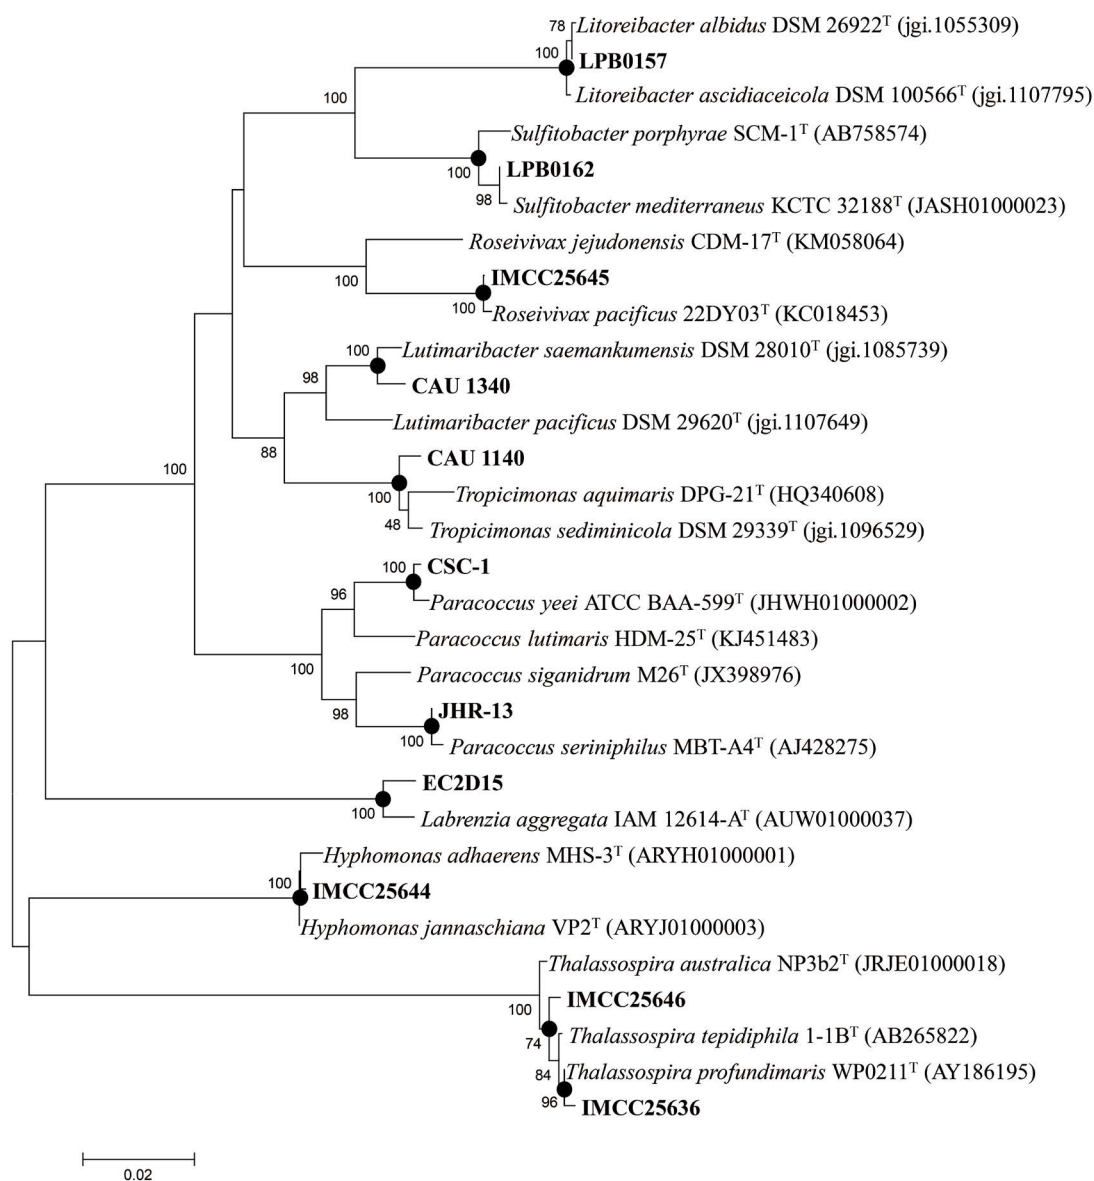 78
Litoreibacter albidus DSM 26922ᵀ (jgi.1055309)
100
LPB0157
Litoreibacter ascidiaceicola DSM 100566ᵀ (jgi.1107795)
100
Sulfitobacter porphyrae SCM-1ᵀ (AB758574)
100
LPB0162
98
Sulfitobacter mediterraneus KCTC 32188ᵀ (JASH01000023)
Roseivivax jejudonensis CDM-17ᵀ (KM058064)
100
IMCC25645
100
Roseivivax pacificus 22DY03ᵀ (KC018453)
100
Lutimaribacter saemankumensis DSM 28010ᵀ (jgi.1085739)
98
CAU 1340
Lutimaribacter pacificus DSM 29620ᵀ (jgi.1107649)
88
CAU 1140
100
100
Tropicimonas aquimaris DPG-21ᵀ (HQ340608)
48
Tropicimonas sediminicola DSM 29339ᵀ (jgi.1096529)
100
CSC-1
96
Paracoccus yeei ATCC BAA-599ᵀ (JHWH01000002)
Paracoccus lutimaris HDM-25ᵀ (KJ451483)
100
Paracoccus siganidrum M26ᵀ (JX398976)
98
JHR-13
100
Paracoccus seriniphilus MBT-A4ᵀ (AJ428275)
EC2D15
100
Labrenzia aggregata IAM 12614-Aᵀ (AUW01000037)
Hyphomonas adhaerens MHS-3ᵀ (ARYH01000001)
100
IMCC25644
Hyphomonas jannaschiana VP2ᵀ (ARYJ01000003)
Thalassospira australica NP3b2ᵀ (JRJE01000018)
100
IMCC25646
74
Thalassospira tepidiphila 1-1Bᵀ (AB265822)
84
Thalassospira profundimaris WP0211ᵀ (AY186195)
96
IMCC25636
0.02